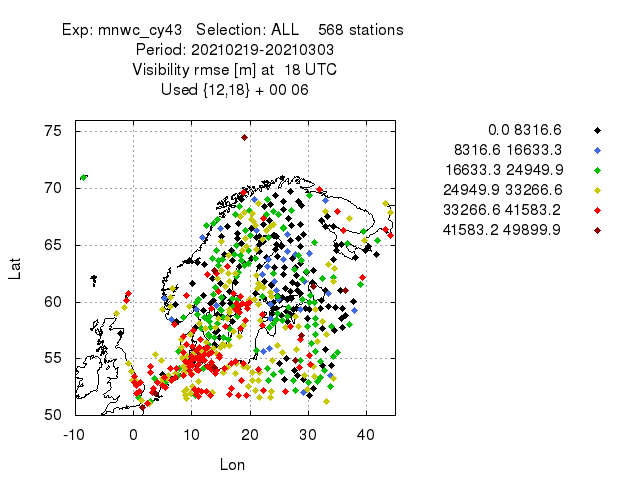 Exp: mnwc_cy43   Selection: ALL    568 stations
Period: 20210219-20210303
Visibility rmse [m] at  18 UTC
Used {12,18} + 00 06
75
70
65
60
55
50
-10 0 10 20 30 40
Lat
Lon
0.0 8316.6
8316.6 16633.3
16633.3 24949.9
24949.9 33266.6
33266.6 41583.2
41583.2 49899.9